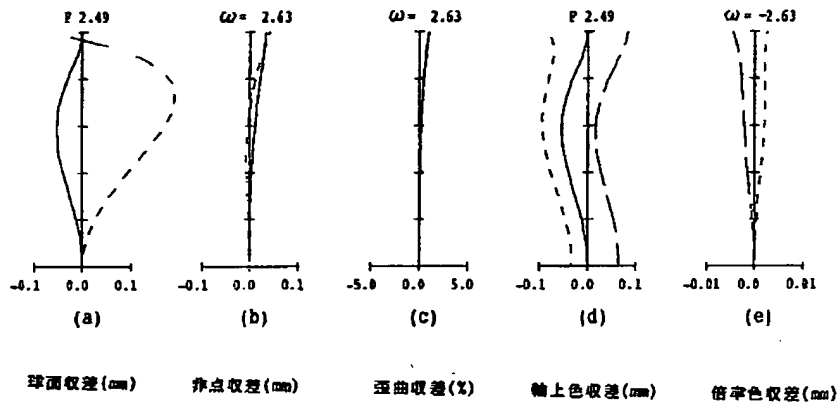 F 2.49 ω= 2.63 ω= 2.63 F 2.49 ω= -2.63
-0.1 0.0 0.1 -0.1 0.0 0.1 -5.0 0.0 5.0 -0.1 0.0 0.1 -0.01 0.0 0.01
(a) (b) (c) (d) (e)
球面収差(mm) 非点収差(mm) 歪曲収差(%) 軸上色収差(mm) 倍率色収差(mm)